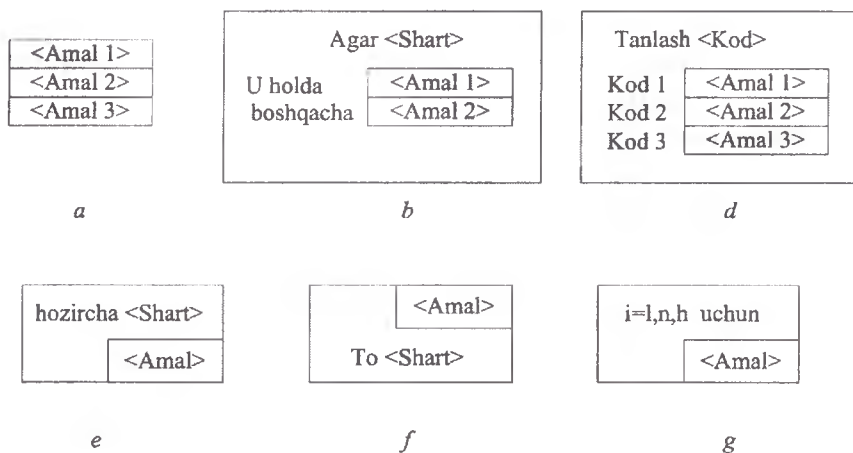 <Amal 1>
<Amal 2>
<Amal 3>
a
Agar <Shart>
U holda <Amal 1>
boshqacha <Amal 2>
b
Tanlash <Kod>
Kod 1 <Amal 1>
Kod 2 <Amal 2>
Kod 3 <Amal 3>
d
hozircha <Shart>
<Amal>
e
<Amal>
To <Shart>
f
i=l,n,h uchun
<Amal>
g